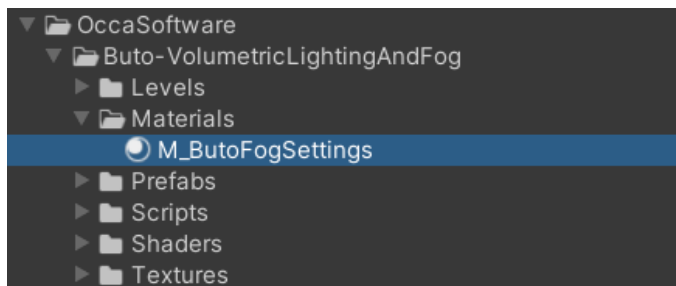 OccaSoftware
Buto-VolumetricLightingAndFog
Levels
Materials
M_ButoFogSettings
Prefabs
Scripts
Shaders
Textures